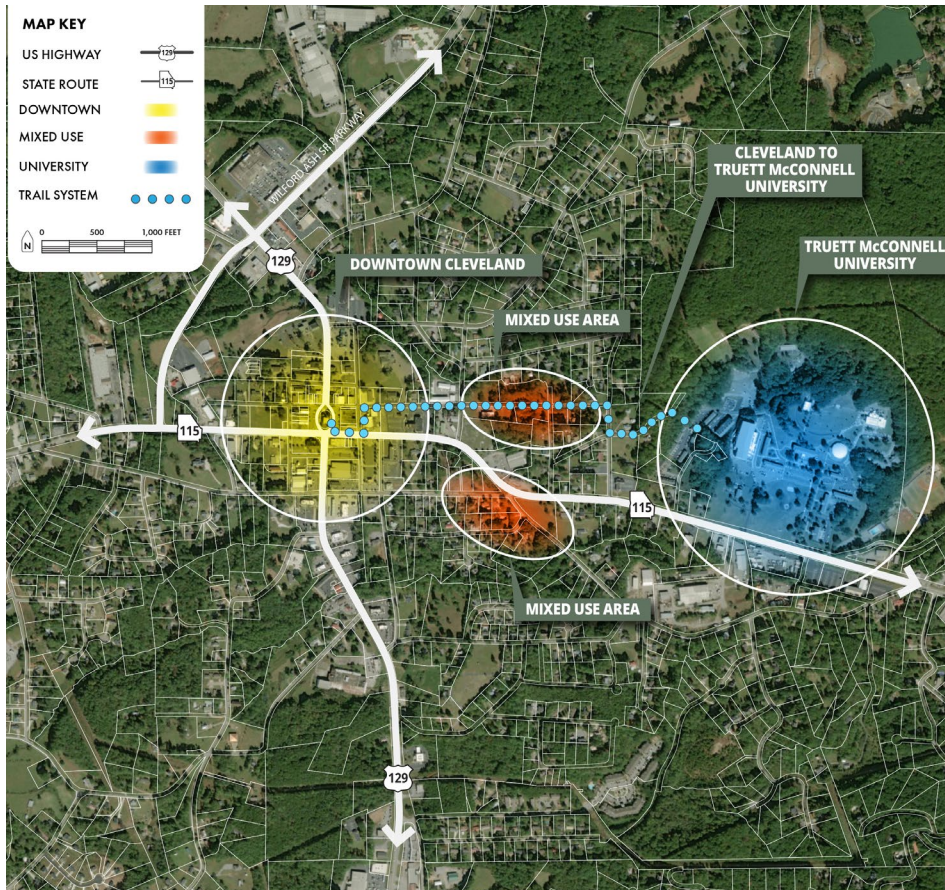 MAP KEY
US HIGHWAY
129
STATE ROUTE
115
DOWNTOWN
MIXED USE
UNIVERSITY
TRAIL SYSTEM
N
0 500 1,000 FEET
WILFORD ASH SR PARKWAY
CLEVELAND TO
TRUETT McCONNELL
UNIVERSITY
TRUETT McCONNELL
UNIVERSITY
129
DOWNTOWN CLEVELAND
MIXED USE AREA
115
115
MIXED USE AREA
129